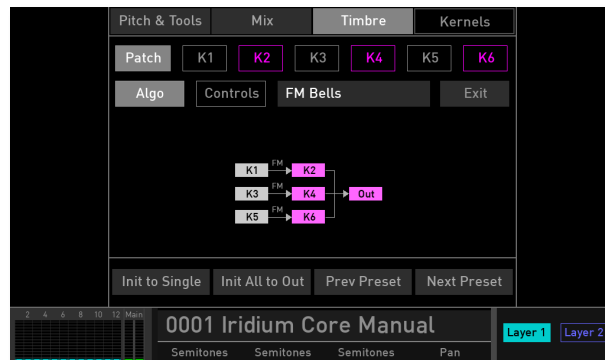 Pitch & Tools Mix Timbre Kernels
Patch K1 K2 K3 K4 K5 K6
Algo Controls FM Bells Exit
K1 FM K2
K3 FM K4 Out
K5 FM K6
Init to Single Init All to Out Prev Preset Next Preset
2 4 6 8 10 12 Main
0001 Iridium Core Manual
Layer 1 Layer 2
Semitones Semitones Semitones Pan